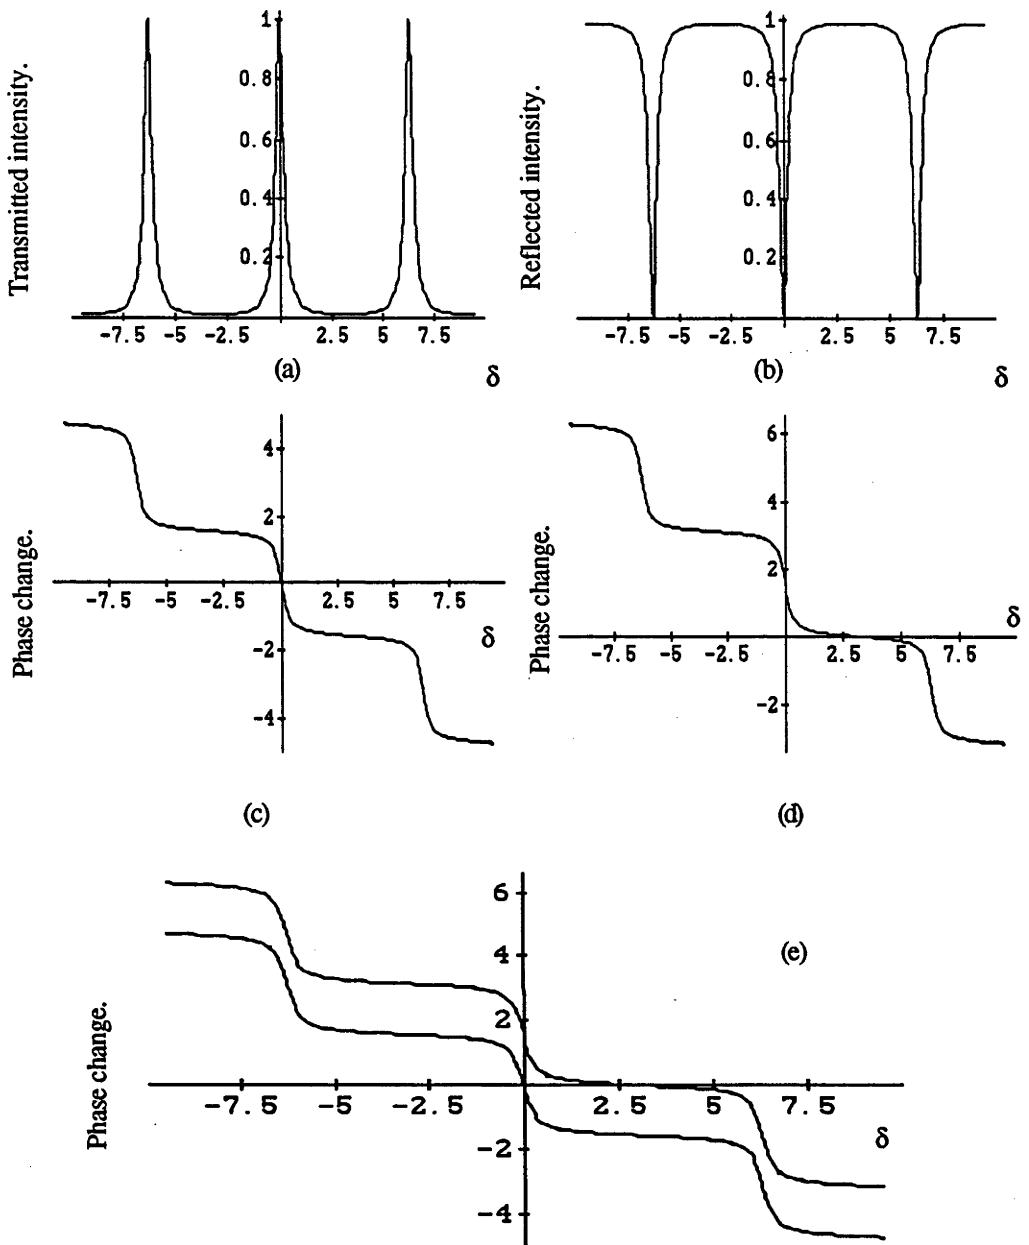 Transmitted intensity.
1
0.8
0.6
0.4
0.2
-7.5 -5 -2.5 2.5 5 7.5
(a)
δ
Reflected intensity.
1
0.8
0.6
0.4
0.2
-7.5 -5 -2.5 2.5 5 7.5
(b)
δ
Phase change.
4
2
-7.5 -5 -2.5 2.5 5 7.5
δ
-2
-4
(c)
Phase change.
6
4
2
δ
-7.5 -5 -2.5 2.5 5 7.5
-2
(d)
Phase change.
6
(e)
4
2
-7.5 -5 -2.5 2.5 5 7.5
δ
-2
-4